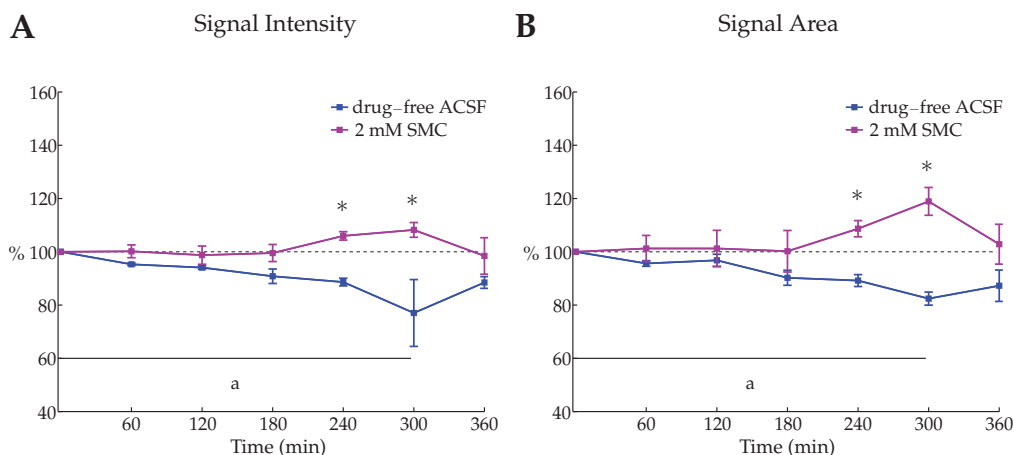 A
Signal Intensity
160
140
120
%
100
80
60
40
drug–free ACSF
2 mM SMC
*
*
a
60 120 180 240 300 360
Time (min)
B
Signal Area
160
140
120
%
100
80
60
40
drug–free ACSF
2 mM SMC
*
*
a
60 120 180 240 300 360
Time (min)